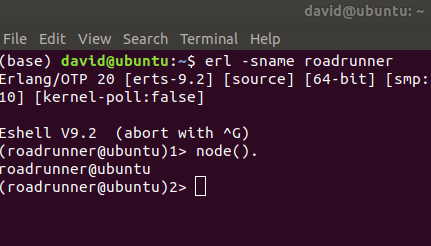 david@ubuntu: ~
File Edit View Search Terminal Help
(base) david@ubuntu:~$ erl -sname roadrunner
Erlang/OTP 20 [erts-9.2] [source] [64-bit] [smp:
10] [kernel-poll:false]
Eshell V9.2  (abort with ^G)
(roadrunner@ubuntu)1> node().
roadrunner@ubuntu
(roadrunner@ubuntu)2>